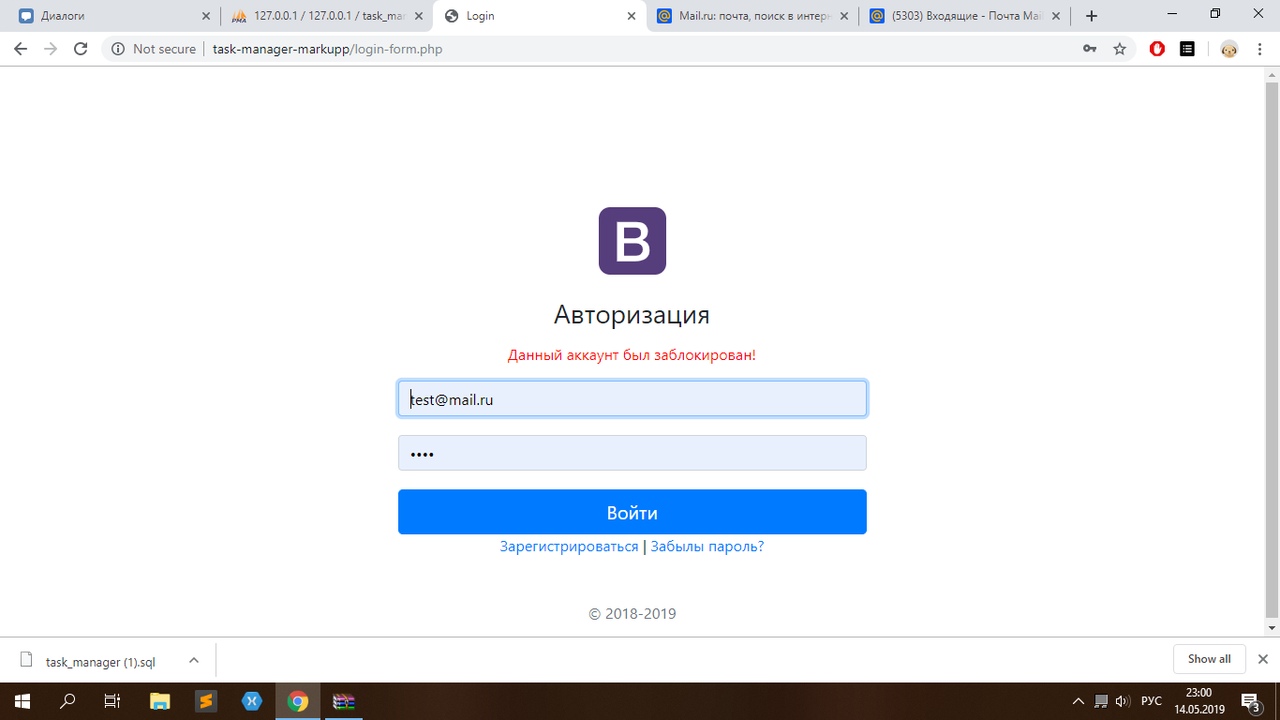 Диалоги
127.0.0.1 / 127.0.0.1 / task_mar
Login
Mail.ru: почта, поиск в интерн
(5303) Входящие - Почта Mail
Not secure
task-manager-markupp/login-form.php
B
Авторизация
Данный аккаунт был заблокирован!
test@mail.ru
••••
Войти
Зарегистрироваться | Забылы пароль?
© 2018-2019
task_manager (1).sql
Show all
РУС
23:00
14.05.2019
3